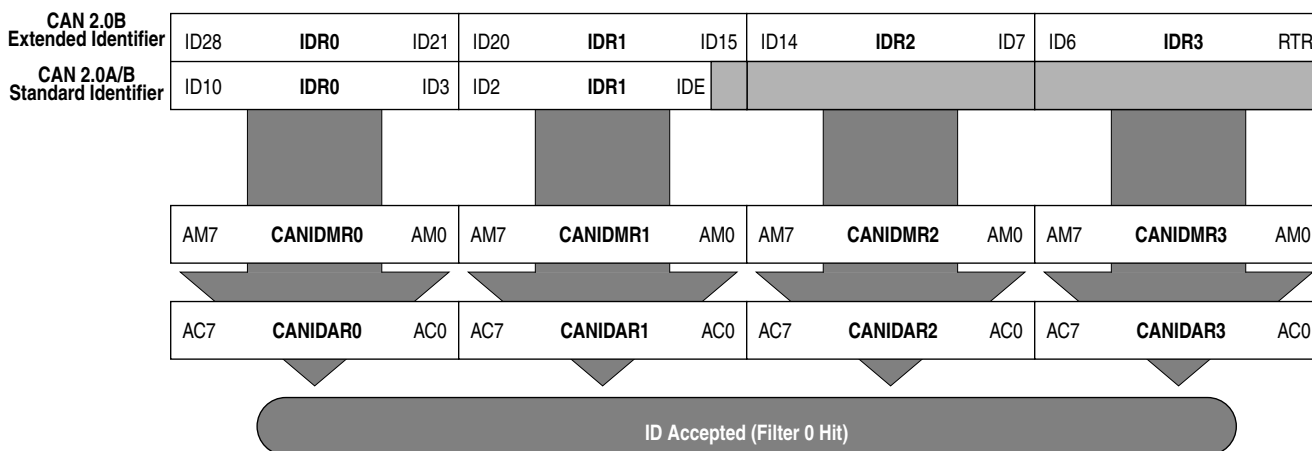 CAN 2.0B
Extended Identifier ID28 IDR0 ID21 ID20 IDR1 ID15 ID14 IDR2 ID7 ID6 IDR3 RTR
CAN 2.0A/B
Standard Identifier ID10 IDR0 ID3 ID2 IDR1 IDE
AM7 CANIDMR0 AM0 AM7 CANIDMR1 AM0 AM7 CANIDMR2 AM0 AM7 CANIDMR3 AM0
AC7 CANIDAR0 AC0 AC7 CANIDAR1 AC0 AC7 CANIDAR2 AC0 AC7 CANIDAR3 AC0
ID Accepted (Filter 0 Hit)